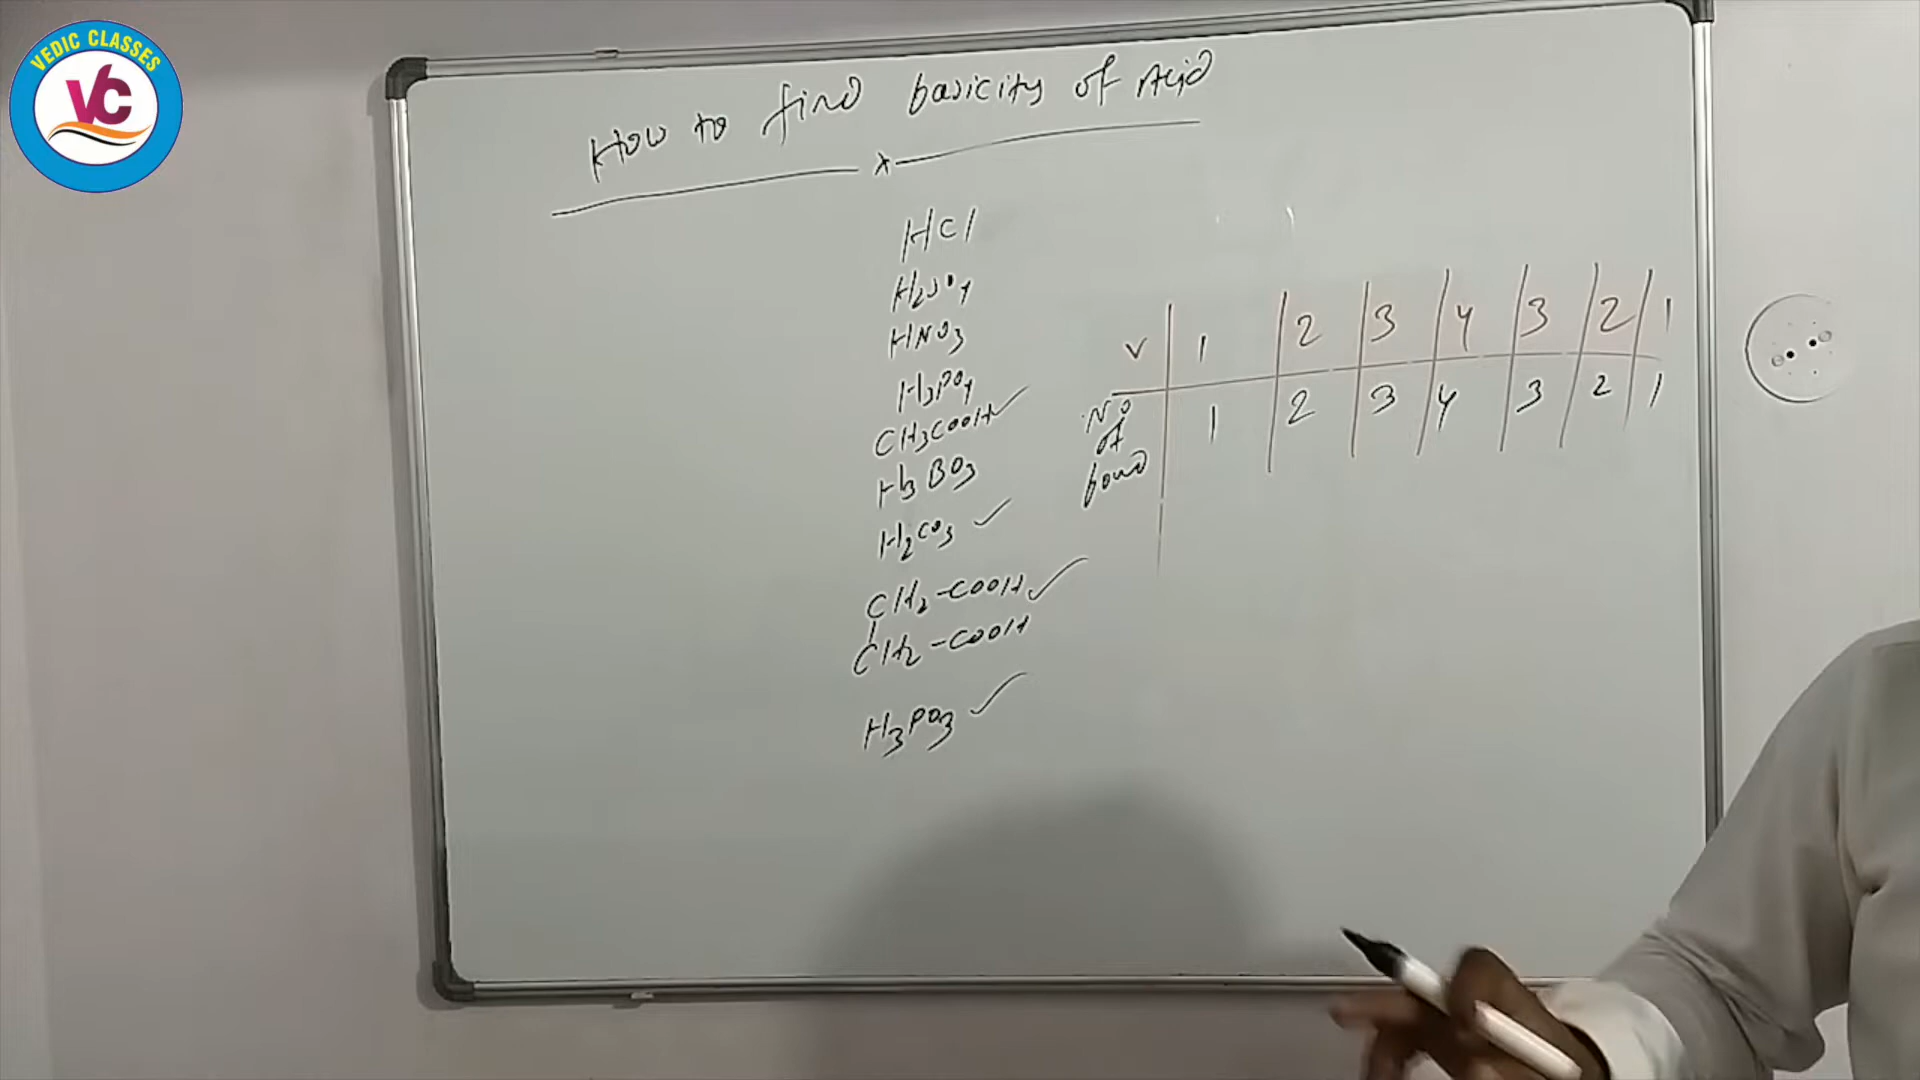 VEDIC CLASSES
VC
How to find basicity of Acid
x
HCl
H2SO4
HNO3
H3PO4
CH3COOH ✓
H3BO3
H2CO3 ✓
CH2-COOH ✓
CH2-COOH
H3PO3 ✓
V | 1 | 2 | 3 | 4 | 3 | 2 | 1
No of bond | 1 | 2 | 3 | 4 | 3 | 2 | 1